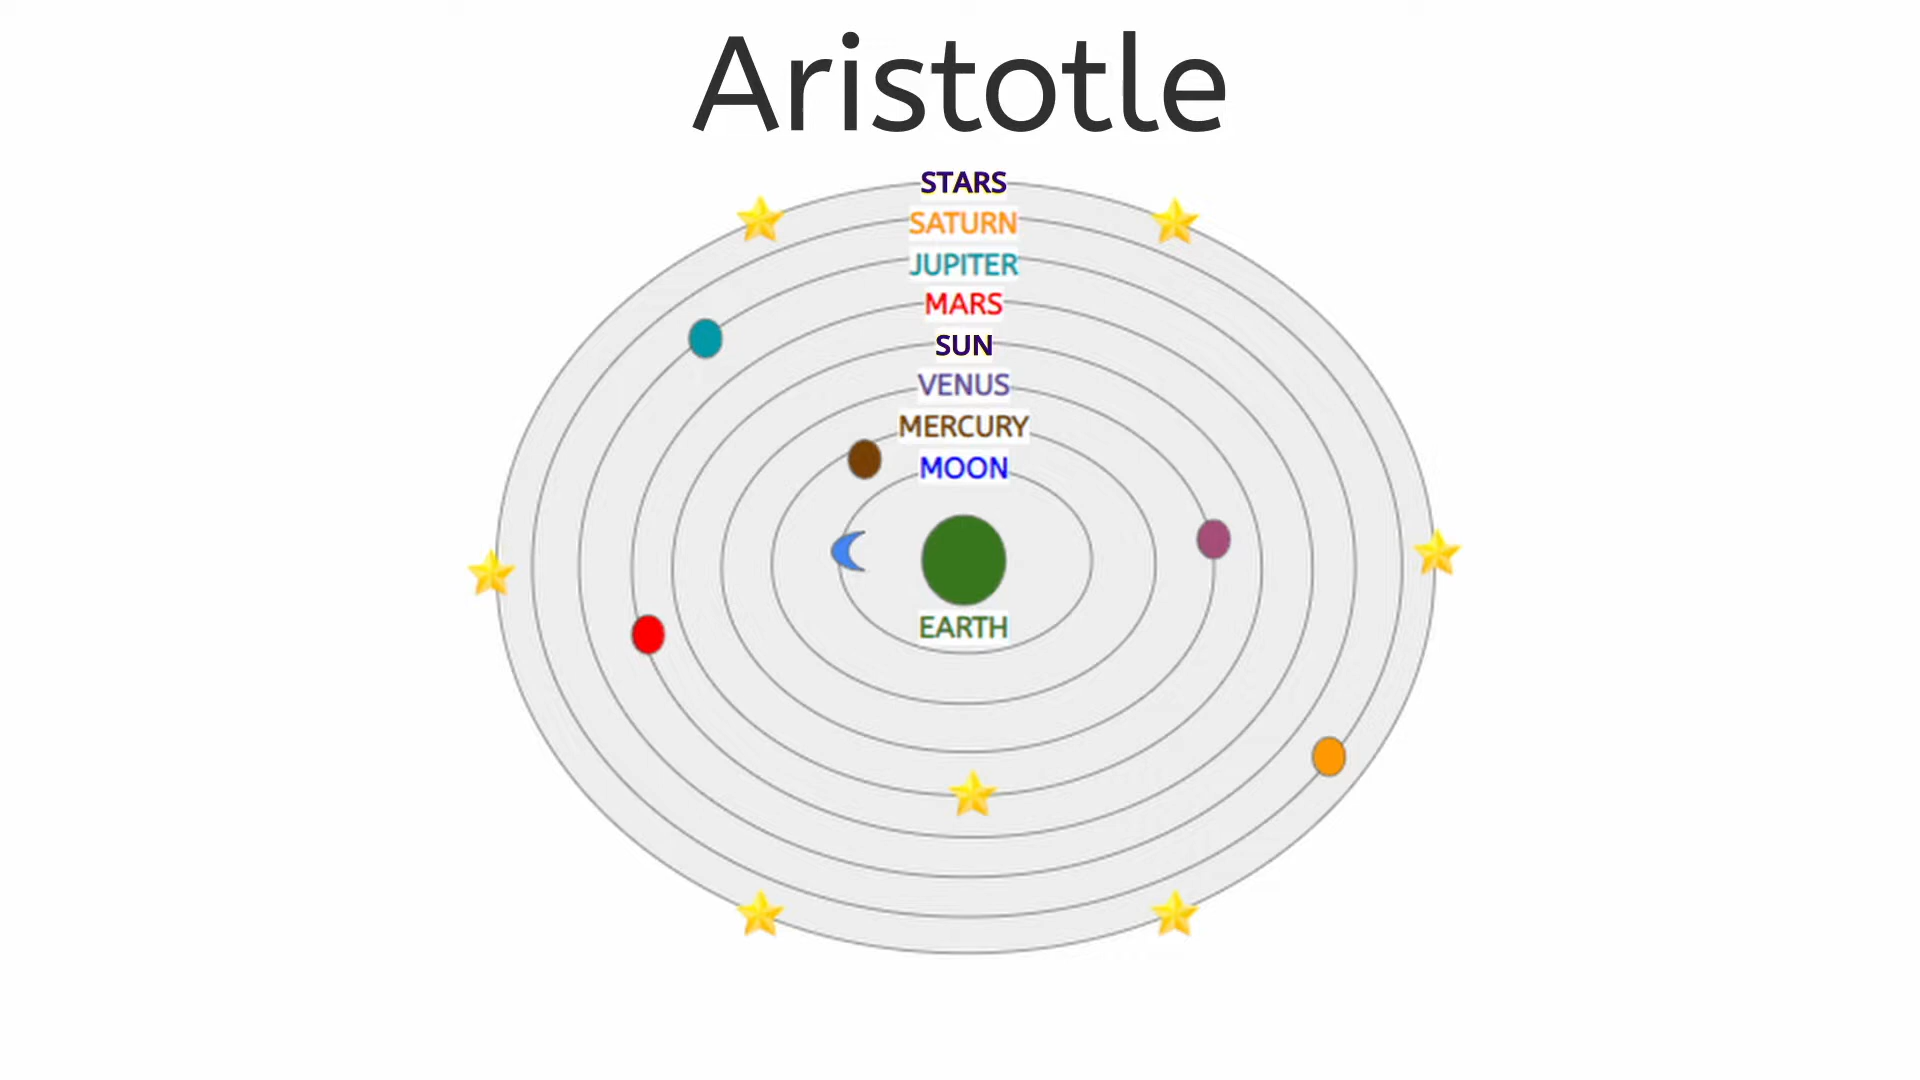 Aristotle
STARS
SATURN
JUPITER
MARS
SUN
VENUS
MERCURY
MOON
EARTH